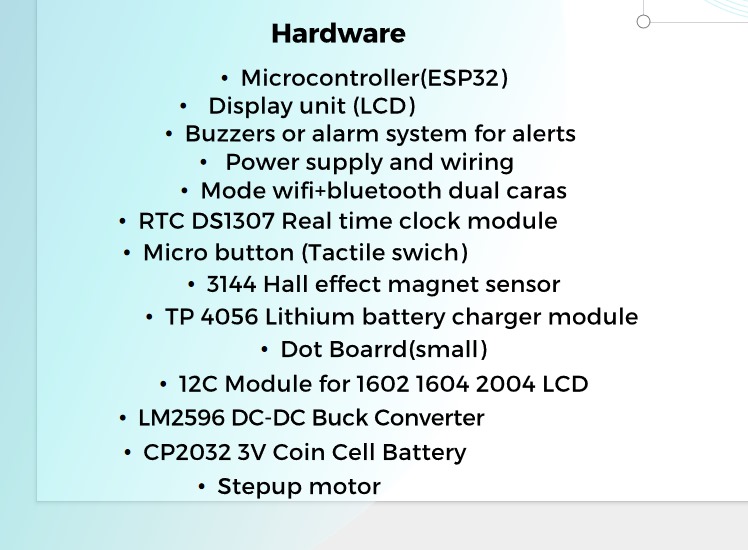 Hardware
• Microcontroller(ESP32)
• Display unit (LCD)
• Buzzers or alarm system for alerts
• Power supply and wiring
• Mode wifi+bluetooth dual caras
• RTC DS1307 Real time clock module
• Micro button (Tactile swich)
• 3144 Hall effect magnet sensor
• TP 4056 Lithium battery charger module
• Dot Boarrd(small)
• 12C Module for 1602 1604 2004 LCD
• LM2596 DC-DC Buck Converter
• CP2032 3V Coin Cell Battery
• Stepup motor